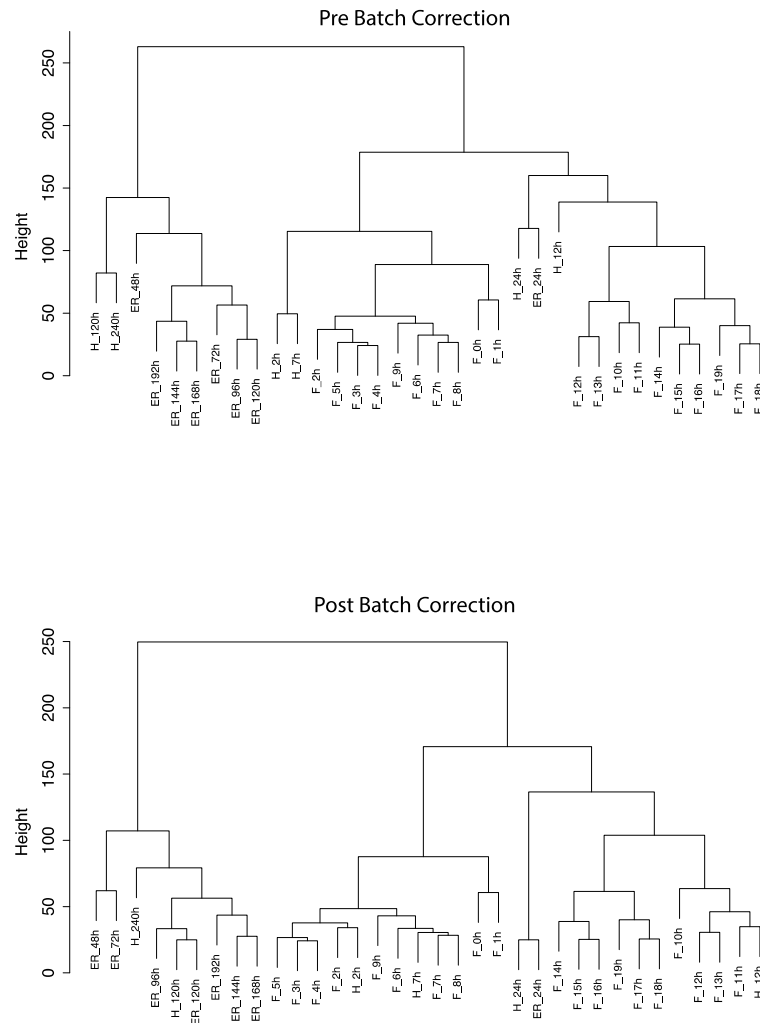 Pre Batch Correction
Height
0
50
100
150
200
250
H_120h
H_240h
ER_48h
ER_192h
ER_144h
ER_168h
ER_72h
ER_96h
ER_120h
H_2h
H_7h
F_2h
F_5h
F_3h
F_4h
F_9h
F_6h
F_7h
F_8h
F_0h
F_1h
H_24h
ER_24h
H_12h
F_12h
F_13h
F_10h
F_11h
F_14h
F_15h
F_16h
F_19h
F_17h
F_18h
Post Batch Correction
Height
0
50
100
150
200
250
ER_48h
ER_72h
H_240h
ER_96h
H_120h
ER_120h
ER_192h
ER_144h
ER_168h
F_5h
F_3h
F_4h
F_2h
H_2h
F_9h
F_6h
H_7h
F_7h
F_8h
F_0h
F_1h
H_24h
ER_24h
F_14h
F_15h
F_16h
F_19h
F_17h
F_18h
F_10h
F_12h
F_13h
F_11h
H_12h